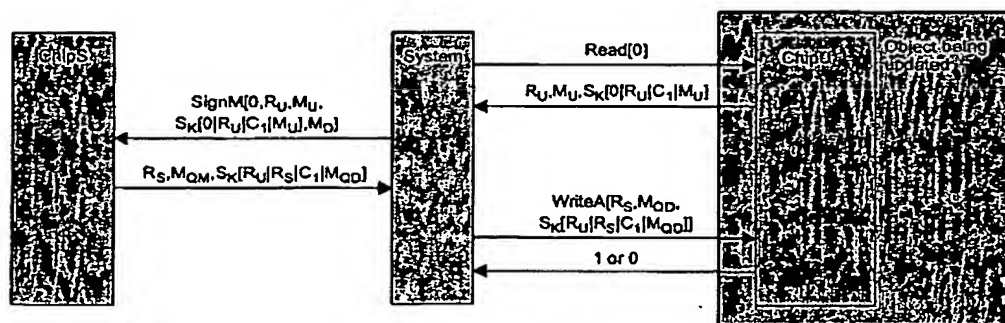 ChipS
System
ChipU
Object being
updated
Read[0]
R_U,M_U,S_K[0|R_U|C_1|M_U]
SignM[0,R_U,M_U,
S_K[0|R_U|C_1|M_U],M_D]
R_S,M_QM,S_K[R_U|R_S|C_1|M_QD]
WriteA[R_S,M_QD,
S_K[R_U|R_S|C_1|M_QD]]
1 or 0